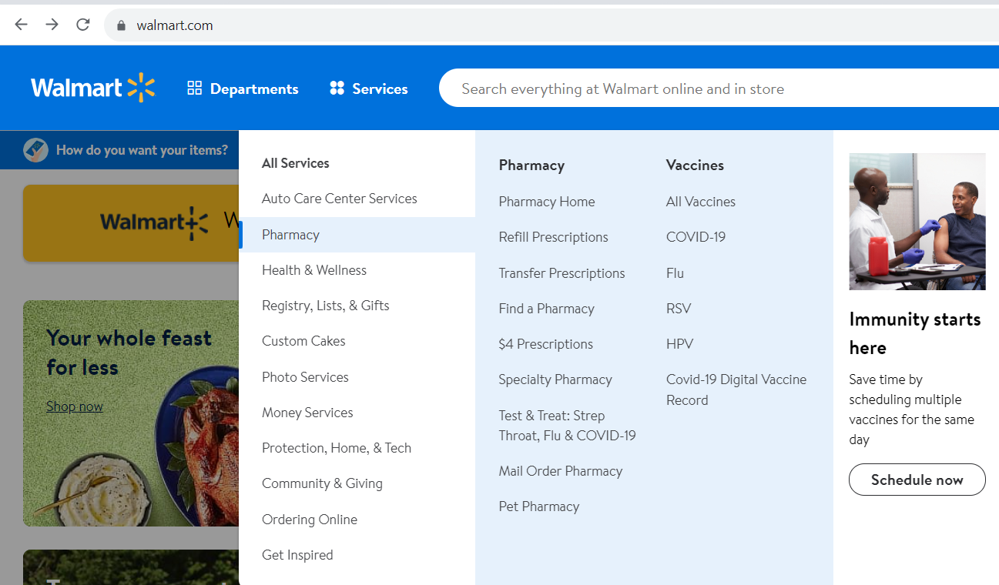 walmart.com
Walmart
Departments
Services
Search everything at Walmart online and in store
How do you want your items?
Walmart+
W
Your whole feast
for less
Shop now
All Services
Auto Care Center Services
Pharmacy
Health & Wellness
Registry, Lists, & Gifts
Custom Cakes
Photo Services
Money Services
Protection, Home, & Tech
Community & Giving
Ordering Online
Get Inspired
Pharmacy
Pharmacy Home
Refill Prescriptions
Transfer Prescriptions
Find a Pharmacy
$4 Prescriptions
Specialty Pharmacy
Test & Treat: Strep
Throat, Flu & COVID-19
Mail Order Pharmacy
Pet Pharmacy
Vaccines
All Vaccines
COVID-19
Flu
RSV
HPV
Covid-19 Digital Vaccine
Record
Immunity starts
here
Save time by
scheduling multiple
vaccines for the same
day
Schedule now